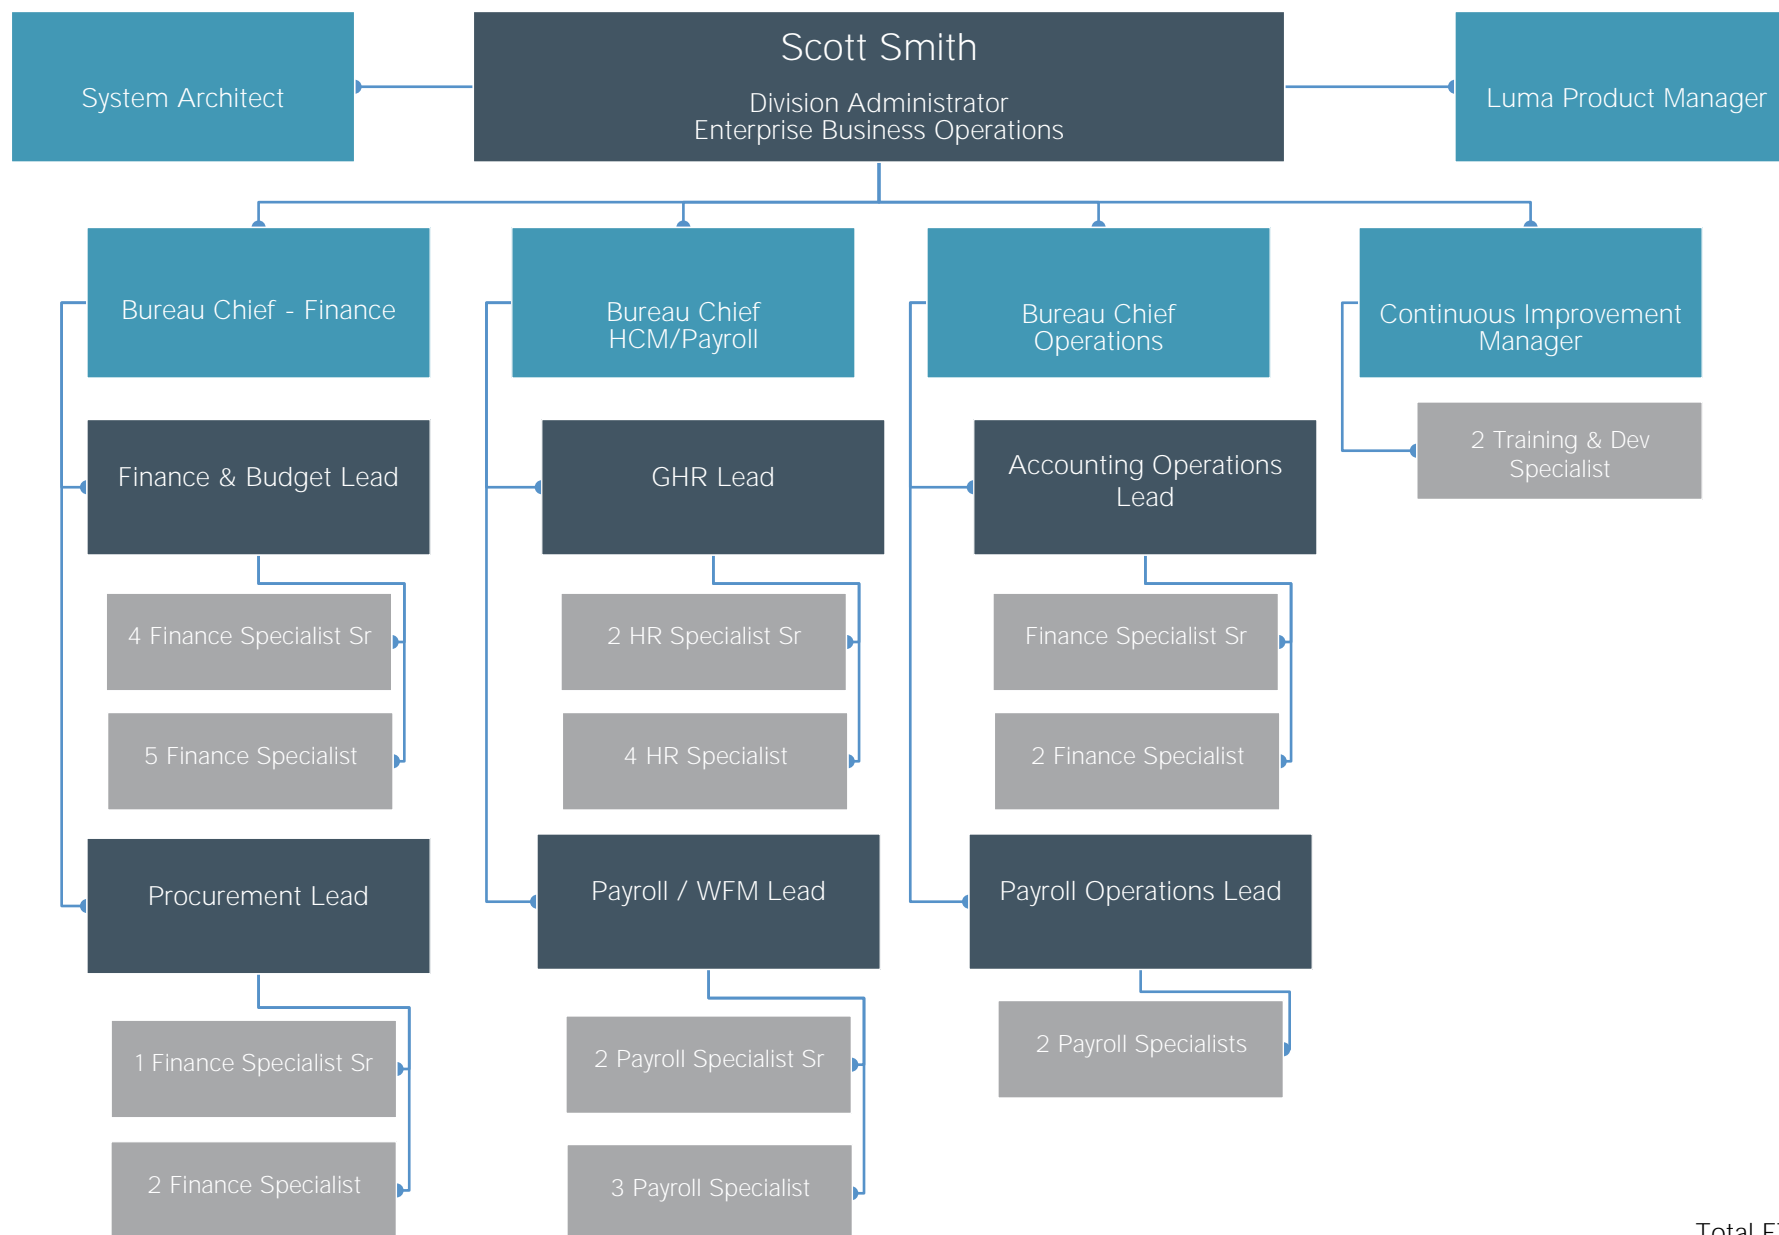 System Architect
Scott Smith
Division Administrator
Enterprise Business Operations
Luma Product Manager
Bureau Chief - Finance
Bureau Chief
HCM/Payroll
Bureau Chief
Operations
Continuous Improvement
Manager
Finance & Budget Lead
GHR Lead
Accounting Operations
Lead
2 Training & Dev
Specialist
4 Finance Specialist Sr
2 HR Specialist Sr
Finance Specialist Sr
5 Finance Specialist
4 HR Specialist
2 Finance Specialist
Procurement Lead
Payroll / WFM Lead
Payroll Operations Lead
1 Finance Specialist Sr
2 Payroll Specialist Sr
2 Payroll Specialists
2 Finance Specialist
3 Payroll Specialist
Total